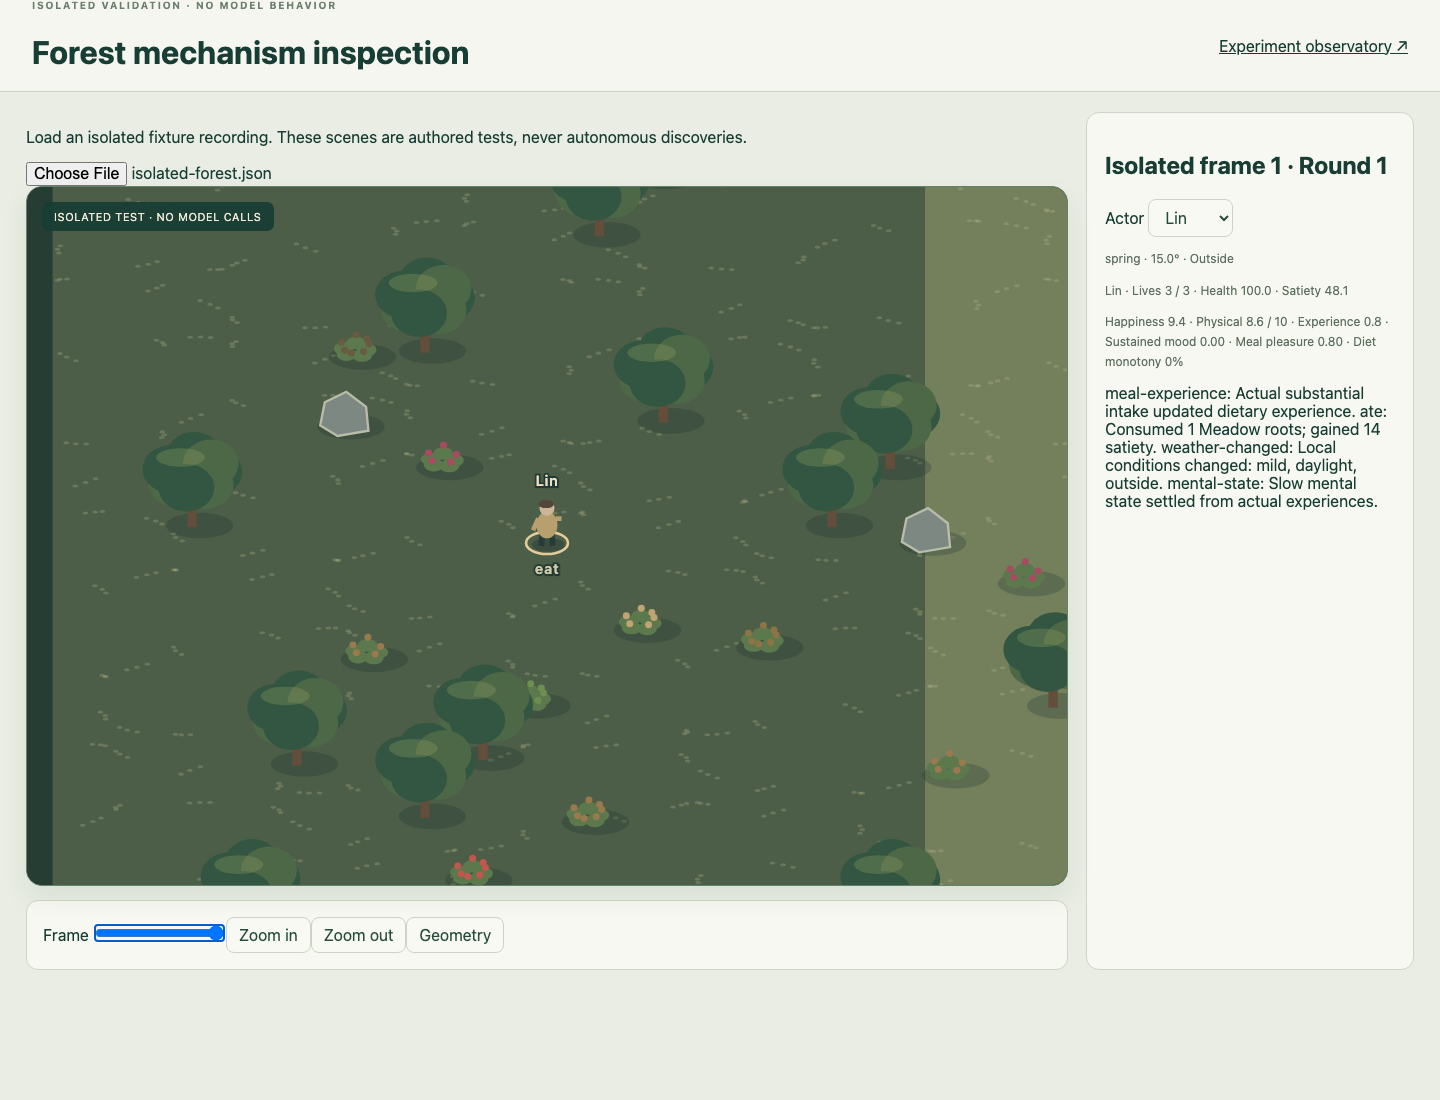 ISOLATED VALIDATION · NO MODEL BEHAVIOR
Forest mechanism inspection
Experiment observatory ↗
Load an isolated fixture recording. These scenes are authored tests, never autonomous discoveries.
Choose File isolated-forest.json
ISOLATED TEST · NO MODEL CALLS
Lin
eat
Frame
Zoom in
Zoom out
Geometry
Isolated frame 1 · Round 1
Actor Lin
spring · 15.0° · Outside
Lin · Lives 3 / 3 · Health 100.0 · Satiety 48.1
Happiness 9.4 · Physical 8.6 / 10 · Experience 0.8 ·
Sustained mood 0.00 · Meal pleasure 0.80 · Diet
monotony 0%
meal-experience: Actual substantial
intake updated dietary experience. ate:
Consumed 1 Meadow roots; gained 14
satiety. weather-changed: Local
conditions changed: mild, daylight,
outside. mental-state: Slow mental
state settled from actual experiences.